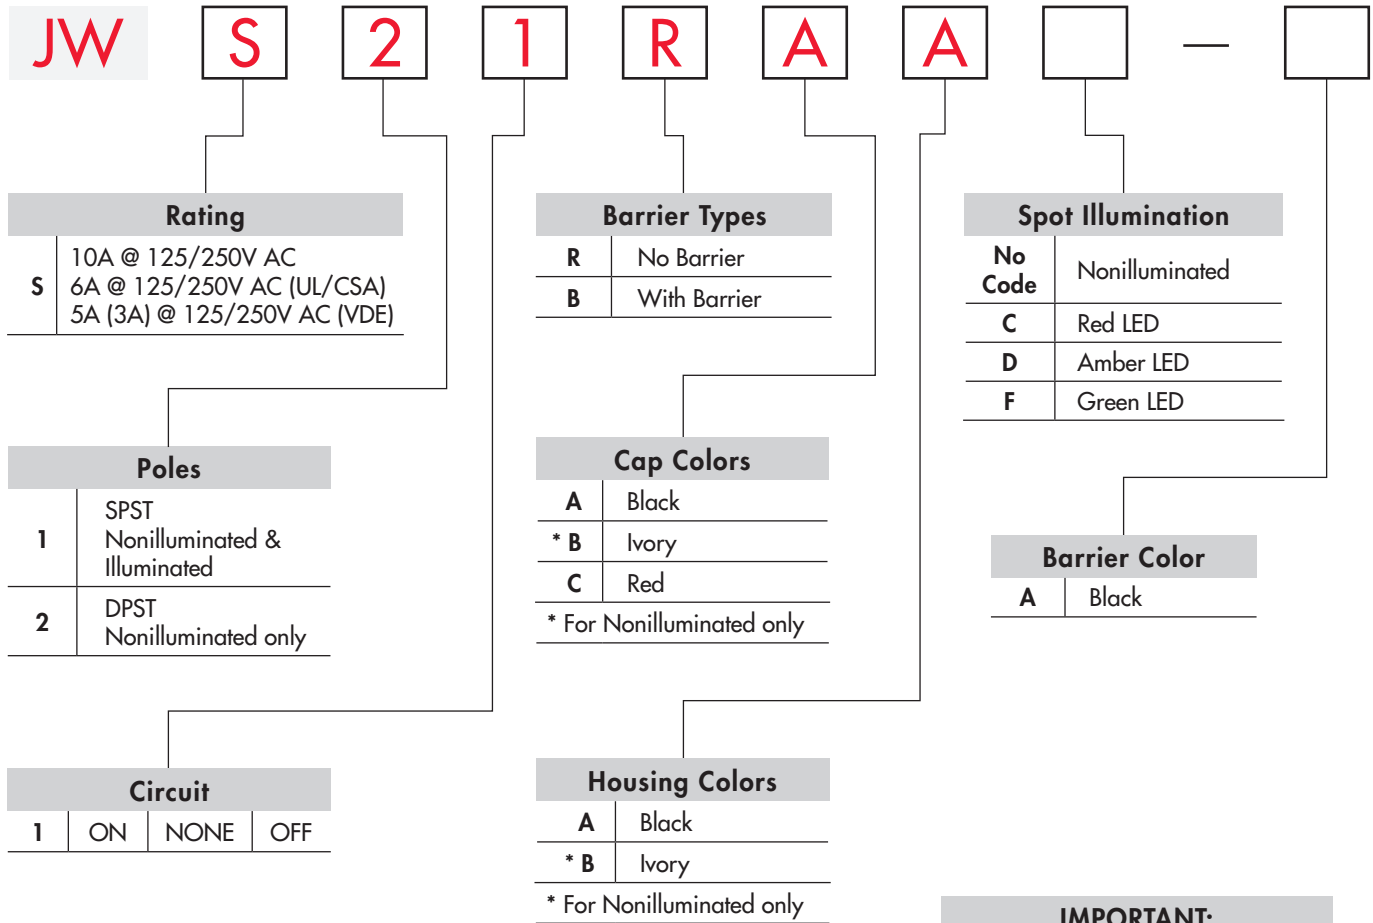 JW S 2 1 R A A —
Rating
S 10A @ 125/250V AC
6A @ 125/250V AC (UL/CSA)
5A (3A) @ 125/250V AC (VDE)
Poles
1 SPST
Nonilluminated &
Illuminated
2 DPST
Nonilluminated only
Circuit
1 ON NONE OFF
Barrier Types
R No Barrier
B With Barrier
Cap Colors
A Black
* B Ivory
C Red
* For Nonilluminated only
Housing Colors
A Black
* B Ivory
* For Nonilluminated only
Spot Illumination
No
Code Nonilluminated
C Red LED
D Amber LED
F Green LED
Barrier Color
A Black
IMPORTANT: